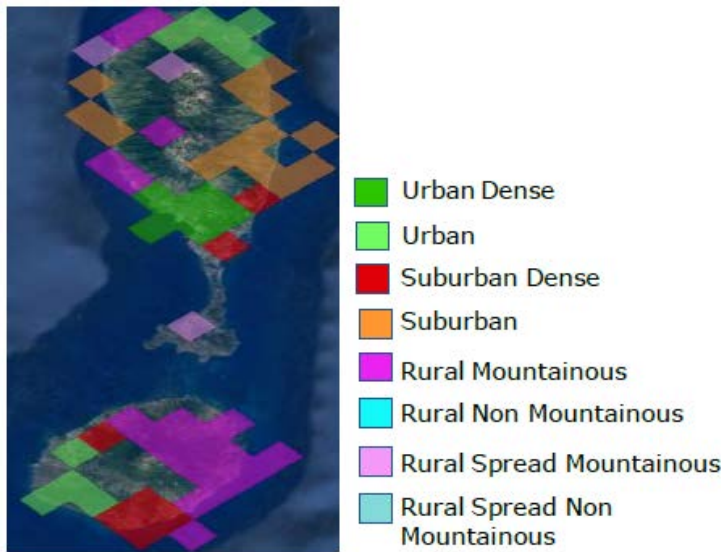 Urban Dense
Urban
Suburban Dense
Suburban
Rural Mountainous
Rural Non Mountainous
Rural Spread Mountainous
Rural Spread Non
Mountainous